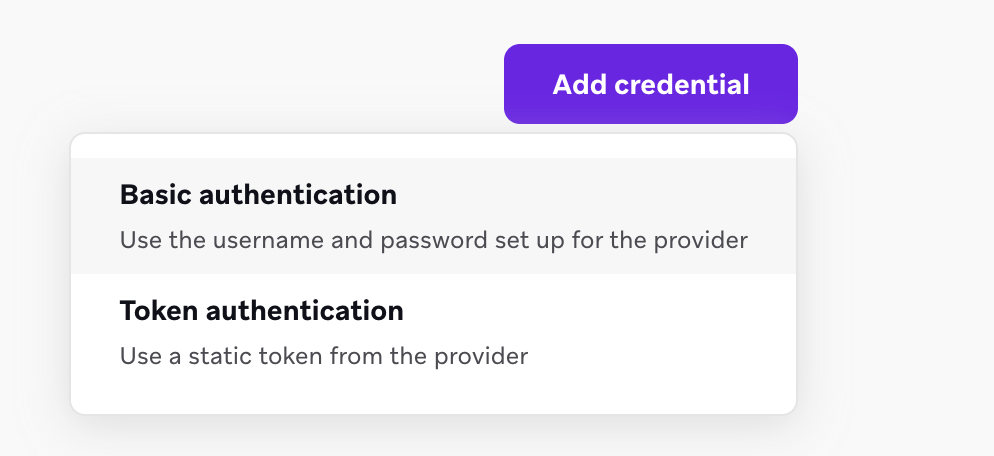 Add credential
Basic authentication
Use the username and password set up for the provider
Token authentication
Use a static token from the provider